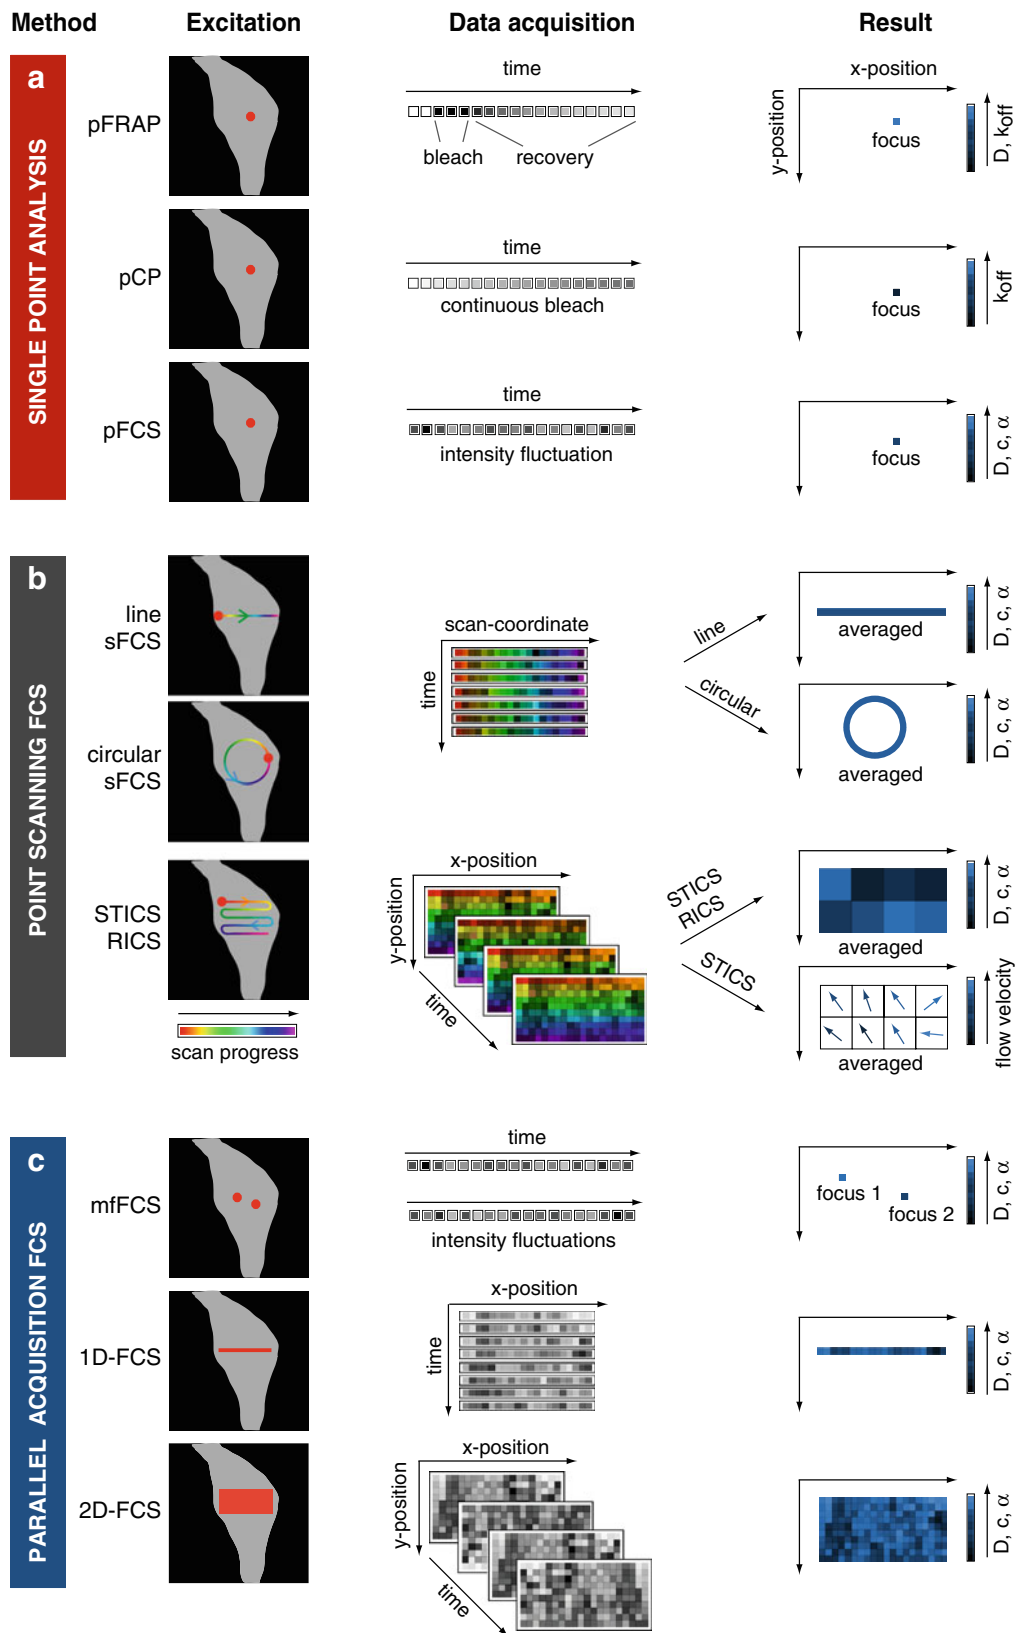 Method Excitation Data acquisition Result
a
SINGLE POINT ANALYSIS
pFRAP
time
bleach recovery
x-position
y-position
focus
D, koff
pCP
time
continuous bleach
focus
koff
pFCS
time
intensity fluctuation
focus
D, c, α
b
POINT SCANNING FCS
line
sFCS
scan-coordinate
time
line
circular
averaged
D, c, α
circular
sFCS
averaged
D, c, α
STICS
RICS
scan progress
x-position
y-position
time
STICS
RICS
STICS
averaged
D, c, α
averaged
flow velocity
c
PARALLEL ACQUISITION FCS
mfFCS
time
intensity fluctuations
focus 1
focus 2
D, c, α
1D-FCS
x-position
time
D, c, α
2D-FCS
x-position
y-position
time
D, c, α